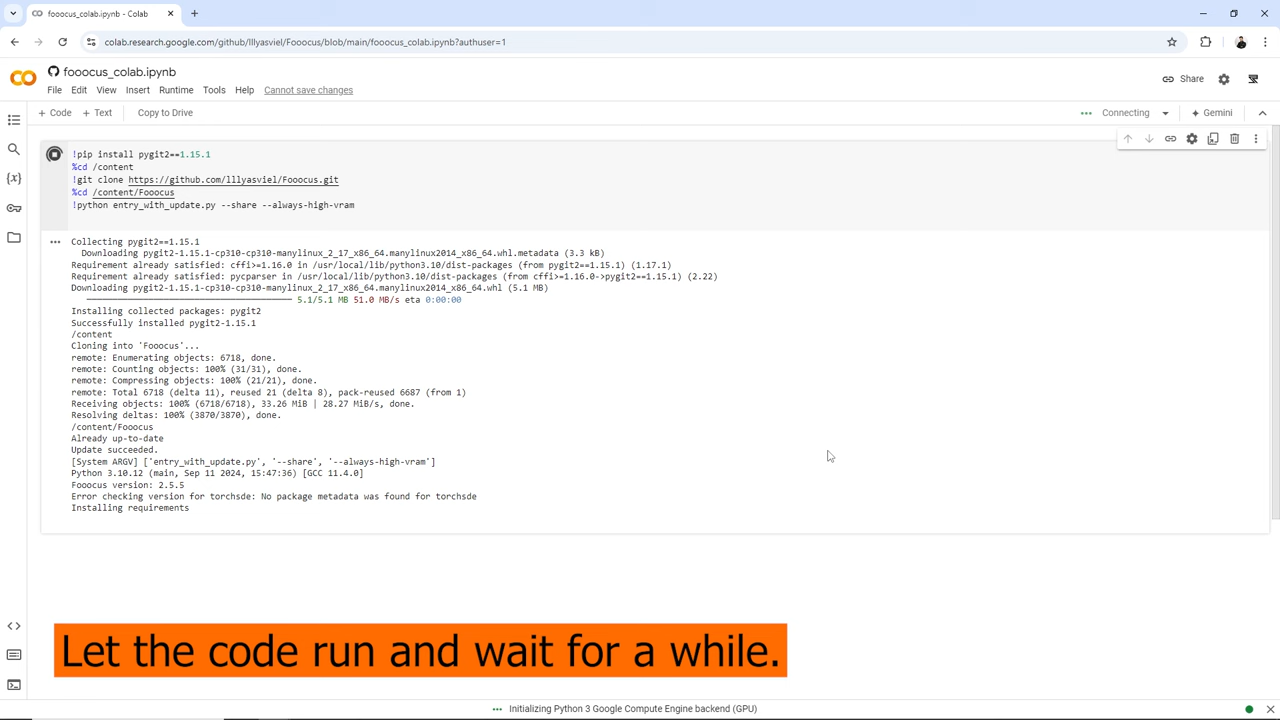 fooocus_colab.ipynb - Colab
colab.research.google.com/github/lllyasviel/Fooocus/blob/main/fooocus_colab.ipynb?authuser=1
fooocus_colab.ipynb
File Edit View Insert Runtime Tools Help Cannot save changes
Share
+ Code + Text Copy to Drive
Connecting
Gemini
!pip install pygit2==1.15.1
%cd /content
!git clone https://github.com/lllyasviel/Fooocus.git
%cd /content/Fooocus
!python entry_with_update.py --share --always-high-vram
Collecting pygit2==1.15.1
Downloading pygit2-1.15.1-cp310-cp310-manylinux_2_17_x86_64.manylinux2014_x86_64.whl.metadata (3.3 kB)
Requirement already satisfied: cffi>=1.16.0 in /usr/local/lib/python3.10/dist-packages (from pygit2==1.15.1) (1.17.1)
Requirement already satisfied: pycparser in /usr/local/lib/python3.10/dist-packages (from cffi>=1.16.0->pygit2==1.15.1) (2.22)
Downloading pygit2-1.15.1-cp310-cp310-manylinux_2_17_x86_64.manylinux2014_x86_64.whl (5.1 MB)
5.1/5.1 MB 51.0 MB/s eta 0:00:00
Installing collected packages: pygit2
Successfully installed pygit2-1.15.1
/content
Cloning into 'Fooocus'...
remote: Enumerating objects: 6718, done.
remote: Counting objects: 100% (31/31), done.
remote: Compressing objects: 100% (21/21), done.
remote: Total 6718 (delta 11), reused 21 (delta 8), pack-reused 6687 (from 1)
Receiving objects: 100% (6718/6718), 33.26 MiB | 28.27 MiB/s, done.
Resolving deltas: 100% (3870/3870), done.
/content/Fooocus
Already up-to-date
Update succeeded.
[System ARGV] ['entry_with_update.py', '--share', '--always-high-vram']
Python 3.10.12 (main, Sep 11 2024, 15:47:36) [GCC 11.4.0]
Fooocus version: 2.5.5
Error checking version for torchsde: No package metadata was found for torchsde
Installing requirements
Let the code run and wait for a while.
Initializing Python 3 Google Compute Engine backend (GPU)